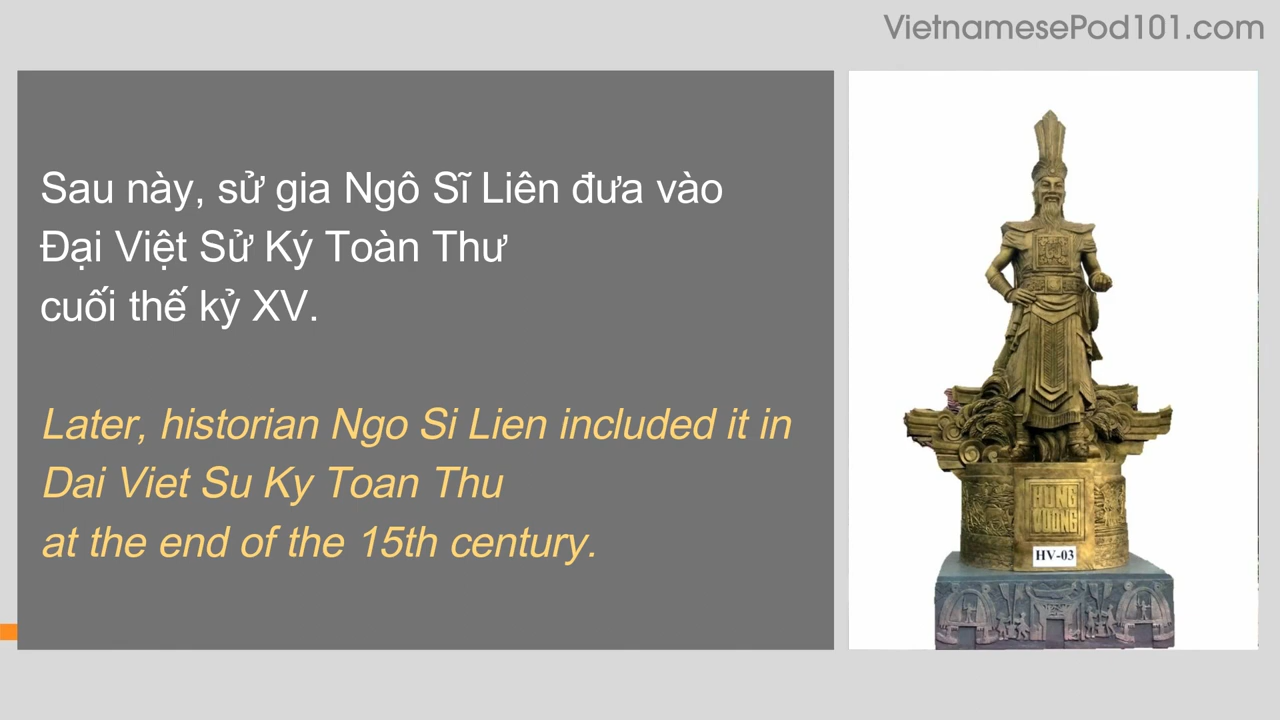 VietnamesePod101.com
Sau này, sử gia Ngô Sĩ Liên đưa vào
Đại Việt Sử Ký Toàn Thư
cuối thế kỷ XV.
Later, historian Ngo Si Lien included it in
Dai Viet Su Ky Toan Thu
at the end of the 15th century.
HÙNG
VƯƠNG
HV-03